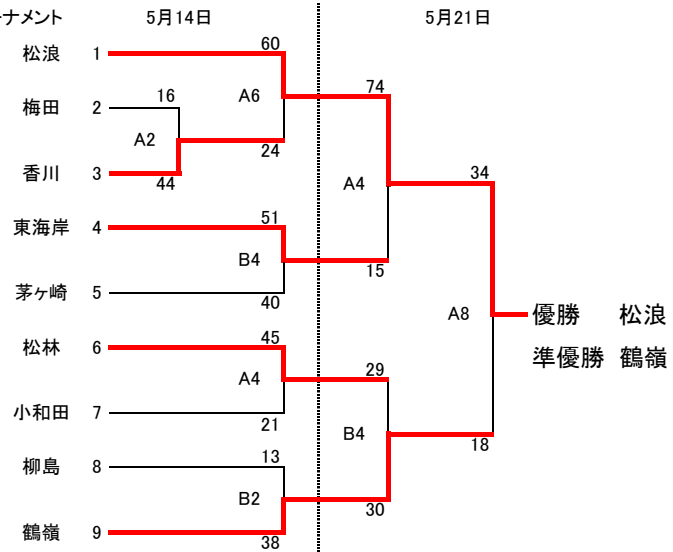 ーナメント 5月14日 5月21日
60
松浪 1
74
16 A6
梅田 2
A2
24
34
香川 3
44
A4
51
東海岸 4
B4
15
茅ヶ崎 5
40
A8 優勝 松浪
45
松林 6
29 準優勝 鶴嶺
A4
小和田 7
21
B4
18
13
柳島 8
B2
30
鶴嶺 9
38